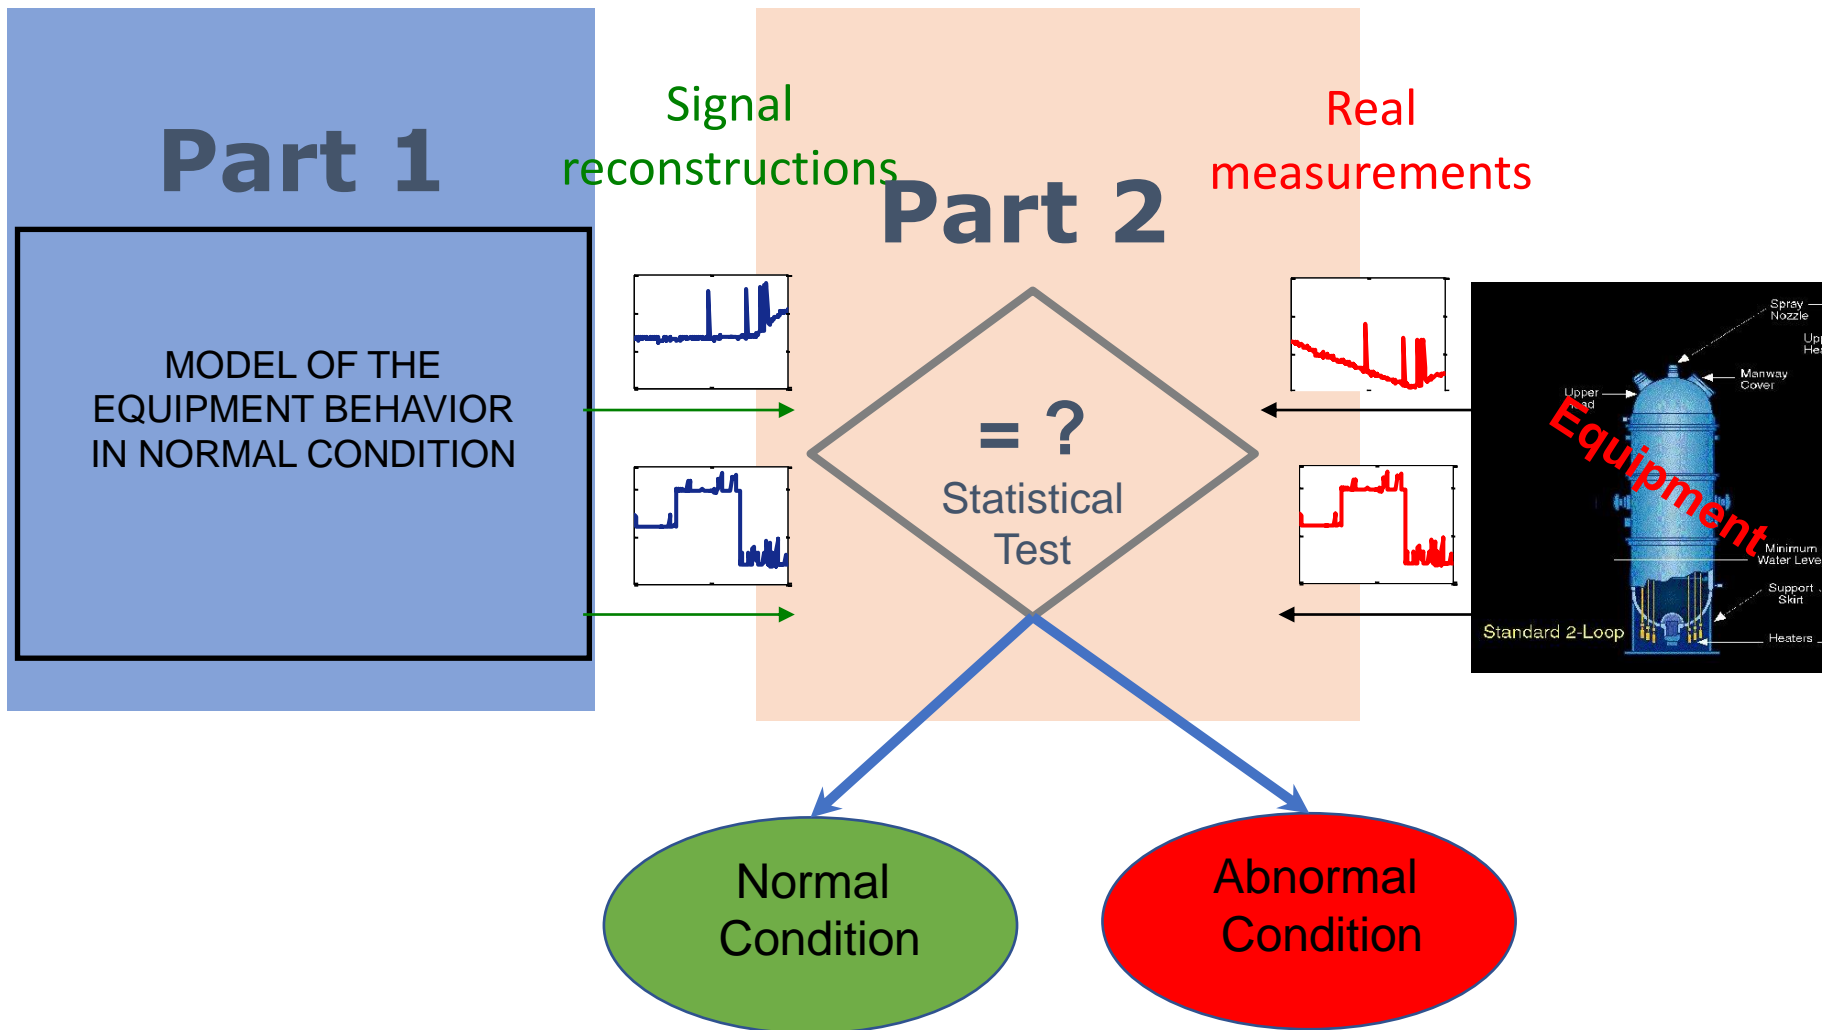 Part 1
MODEL OF THE
EQUIPMENT BEHAVIOR
IN NORMAL CONDITION
Signal
reconstructions
Part 2
= ?
Statistical
Test
Real
measurements
Spray
Nozzle
Manway
Cover
Upper
Equipment
Minimum
Support
Skirt
Heaters
Standard 2-Loop
Normal
Condition
Abnormal
Condition